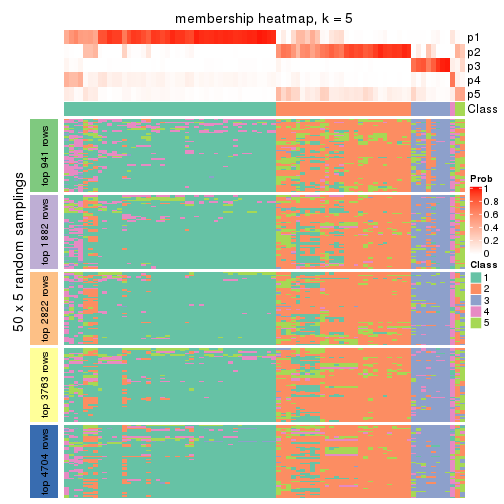 membership heatmap, k = 5
p1
p2
p3
p4
p5
Class
50 x 5 random samplings
top 941 rows
top 1882 rows
top 2822 rows
top 3763 rows
top 4704 rows
Prob
1
0.8
0.6
0.4
0.2
0
Class
1
2
3
4
5